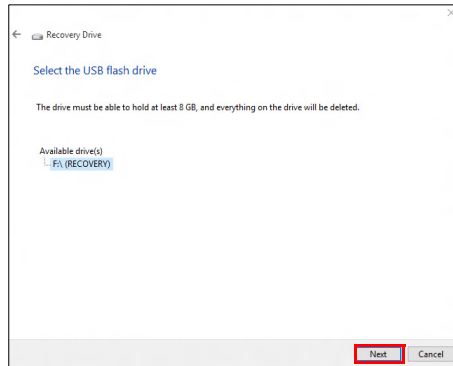 Recovery Drive
Select the USB flash drive
The drive must be able to hold at least 8 GB, and everything on the drive will be deleted.
Available drive(s)
F:\ (RECOVERY)
Next Cancel